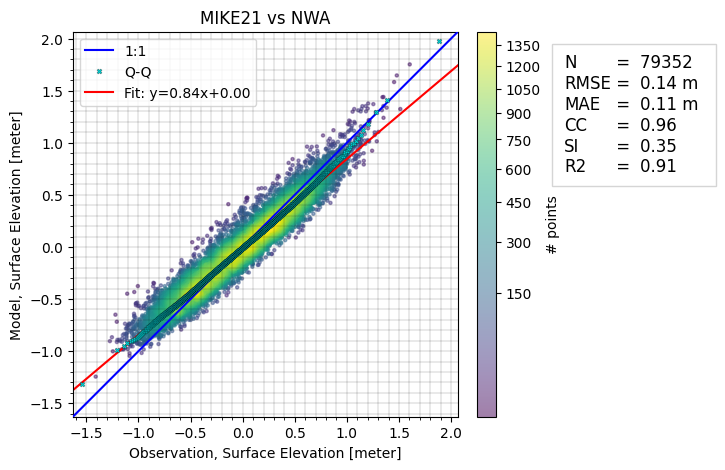 MIKE21 vs NWA
1:1
Q-Q
Fit: y=0.84x+0.00
2.0
1.5
1.0
0.5
0.0
−0.5
−1.0
−1.5
Model, Surface Elevation [meter]
−1.5 −1.0 −0.5 0.0 0.5 1.0 1.5 2.0
Observation, Surface Elevation [meter]
1350
1200
1050
900
750
600
450
300
150
# points
N = 79352
RMSE = 0.14 m
MAE = 0.11 m
CC = 0.96
SI = 0.35
R2 = 0.91